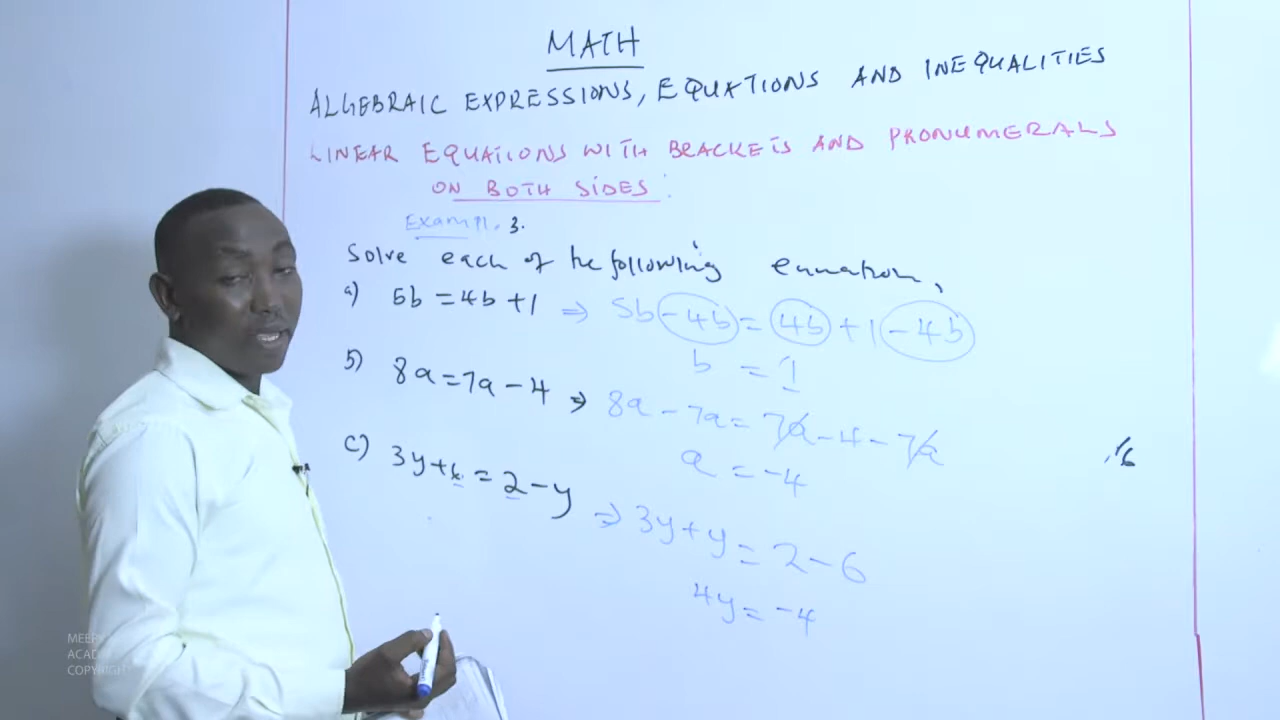 MATH
ALGEBRAIC EXPRESSIONS, EQUATIONS AND INEQUALITIES
LINEAR EQUATIONS WITH BRACKETS AND PRONUMERALS
ON BOTH SIDES:
3.
Solve each of the following equation,
a) 5b = 4b + 1 ⇒ 5b - 4b = 4b + 1 - 4b
b = 1
b) 8a = 7a - 4 ⇒ 8a - 7a = 7a - 4 - 7a
a = -4
c) 3y + 6 = 2 - y ⇒ 3y + y = 2 - 6
4y = -4
COPYRIGH